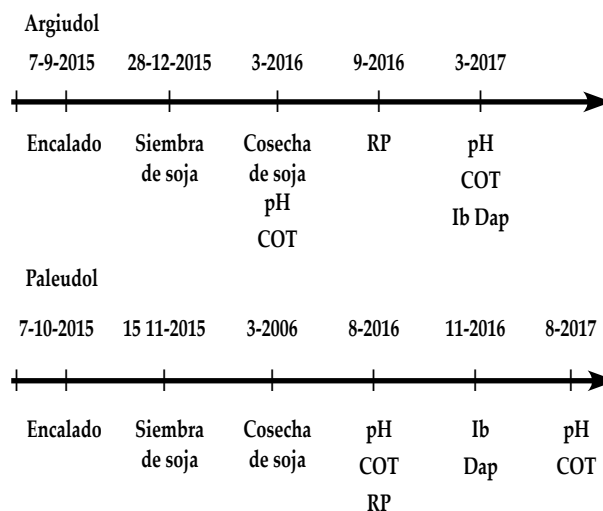 Argiudol
7-9-2015 28-12-2015 3-2016 9-2016 3-2017
Encalado Siembra Cosecha RP pH
de soja de soja COT
pH
COT Ib Dap
Paleudol
7-10-2015 15 11-2015 3-2006 8-2016 11-2016 8-2017
Encalado Siembra Cosecha pH Ib pH
de soja de soja COT Dap COT
RP